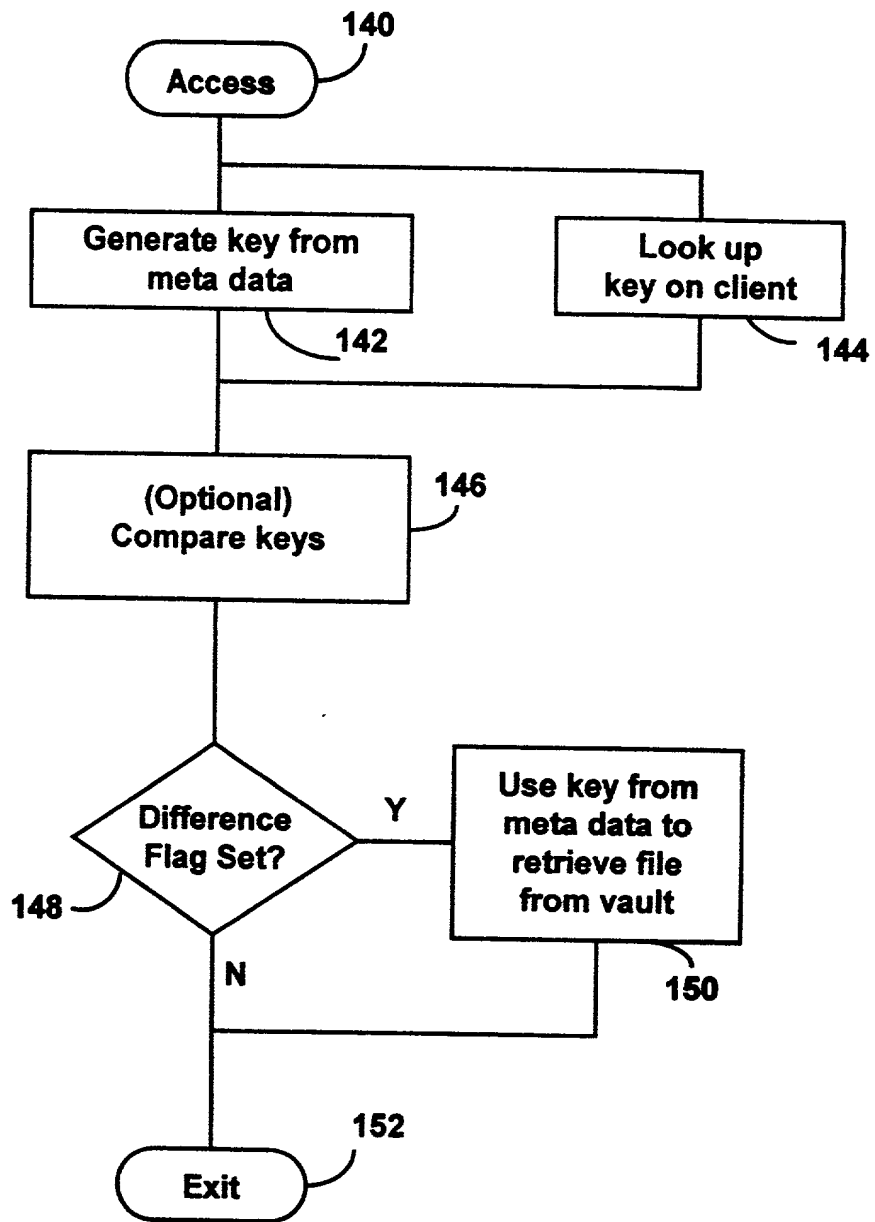 140
Access
Generate key from
meta data
142
Look up
key on client
144
(Optional)
Compare keys
146
Difference
Flag Set?
148
Y
N
Use key from
meta data to
retrieve file
from vault
150
152
Exit